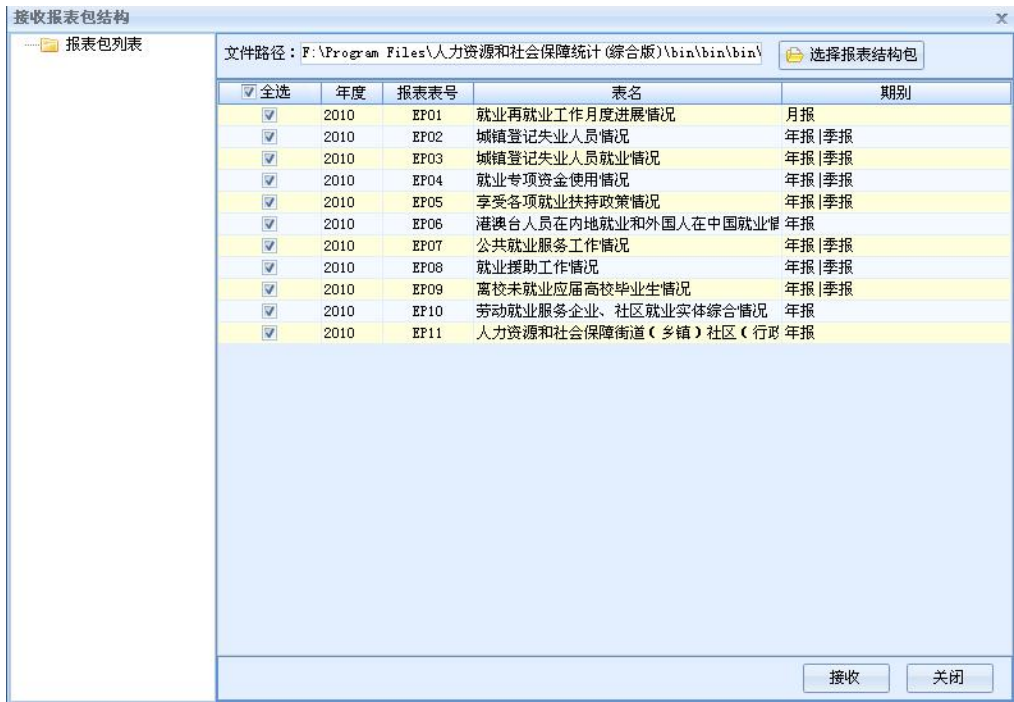 接收报表包结构
报表包列表
文件路径：F:\Program Files\人力资源和社会保障统计(综合版)\bin\bin\bin\ 选择报表结构包
全选 年度 报表表号 表名 期别
2010 EP01 就业再就业工作月度进展情况 月报
2010 EP02 城镇登记失业人员情况 年报|季报
2010 EP03 城镇登记失业人员就业情况 年报|季报
2010 EP04 就业专项资金使用情况 年报|季报
2010 EP05 享受各项就业扶持政策情况 年报|季报
2010 EP06 港澳台人员在内地就业和外国人在中国就业情 年报
2010 EP07 公共就业服务工作情况 年报|季报
2010 EP08 就业援助工作情况 年报|季报
2010 EP09 离校未就业应届高校毕业生情况 年报|季报
2010 EP10 劳动就业服务企业、社区就业实体综合情况 年报
2010 EP11 人力资源和社会保障街道（乡镇）社区（行政 年报
接收 关闭